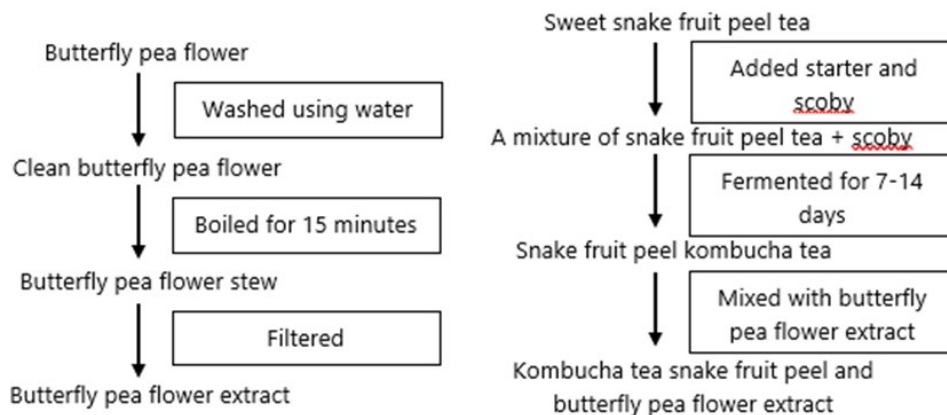 Butterfly pea flower
Washed using water
Clean butterfly pea flower
Boiled for 15 minutes
Butterfly pea flower stew
Filtered
Butterfly pea flower extract
Sweet snake fruit peel tea
Added starter and
scoby
A mixture of snake fruit peel tea + scoby
Fermented for 7-14
days
Snake fruit peel kombucha tea
Mixed with butterfly
pea flower extract
Kombucha tea snake fruit peel and
butterfly pea flower extract